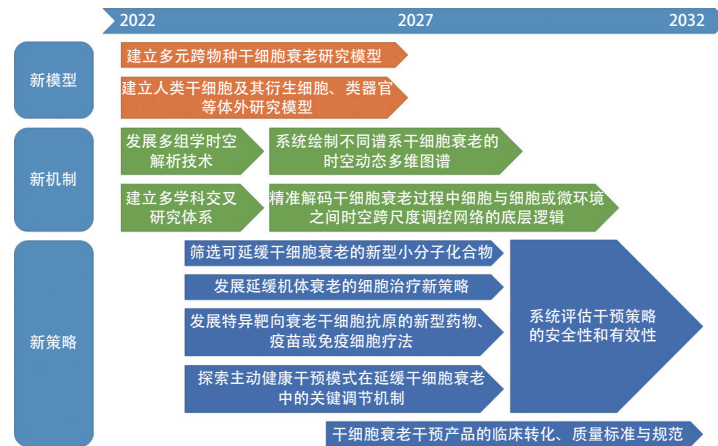 2022 2027 2032
新模型
建立多元跨物种干细胞衰老研究模型
建立人类干细胞及其衍生细胞、类器官
等体外研究模型
新机制
发展多组学时空
解析技术
系统绘制不同谱系干细胞衰老的
时空动态多维图谱
建立多学科交叉
研究体系
精准解码干细胞衰老过程中细胞与细胞或微环境
之间时空跨尺度调控网络的底层逻辑
新策略
筛选可延缓干细胞衰老的新型小分子化合物
发展延缓机体衰老的细胞治疗新策略
发展特异靶向衰老干细胞抗原的新型药物、
疫苗或免疫细胞疗法
探索主动健康干预模式在延缓干细胞衰老
中的关键调节机制
系统评估干预策略
的安全性和有效性
干细胞衰老干预产品的临床转化、质量标准与规范